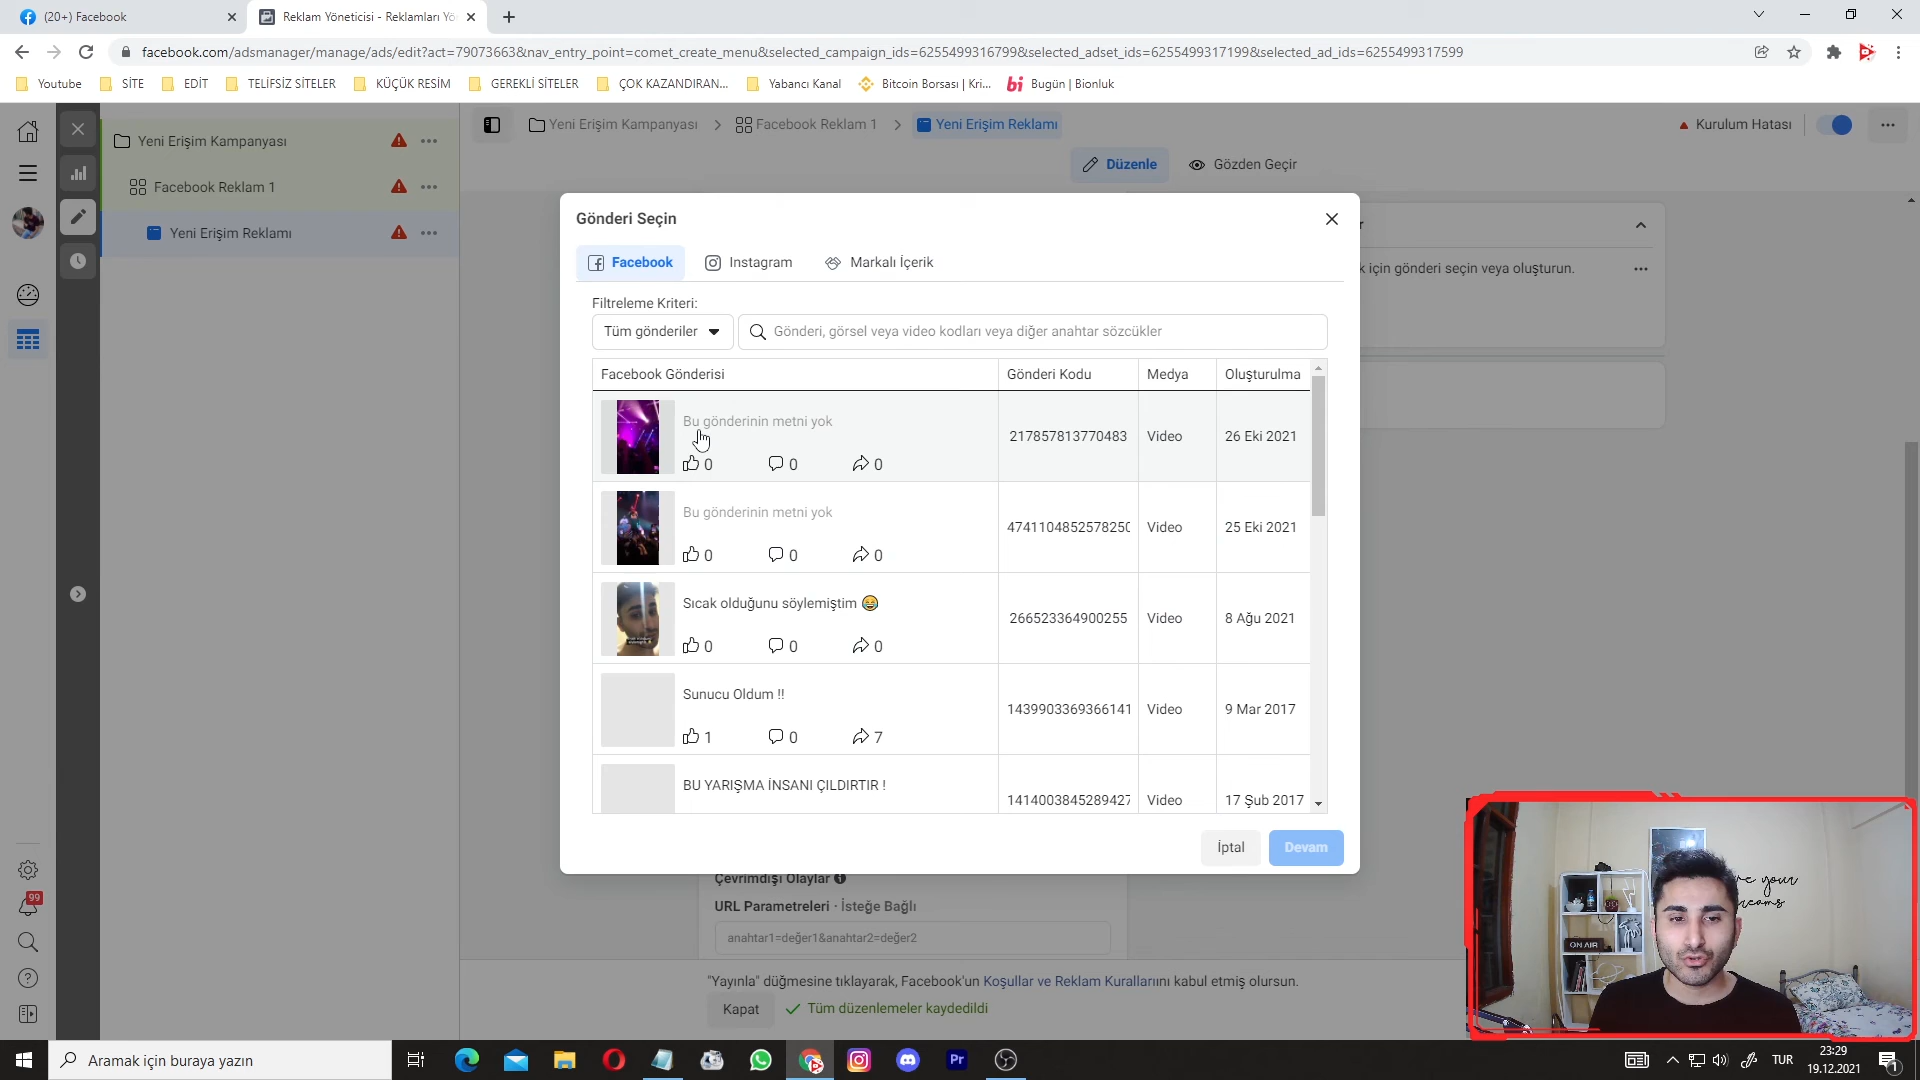 (20+) Facebook
Reklam Yöneticisi - Reklamları Yö
facebook.com/adsmanager/manage/ads/edit?act=79073663&nav_entry_point=comet_create_menu&selected_campaign_ids=6255499316799&selected_adset_ids=6255499317199&selected_ad_ids=6255499317599
Youtube
SİTE
EDİT
TELİFSİZ SİTELER
KÜÇÜK RESİM
GEREKLİ SİTELER
ÇOK KAZANDIRAN...
Yabancı Kanal
Bitcoin Borsası | Kri...
Bugün | Bionluk
Yeni Erişim Kampanyası
Facebook Reklam 1
Yeni Erişim Reklamı
Yeni Erişim Kampanyası
Facebook Reklam 1
Yeni Erişim Reklamı
Kurulum Hatası
Düzenle
Gözden Geçir
Gönderi Seçin
Facebook
Instagram
Markalı İçerik
k için gönderi seçin veya oluşturun.
Filtreleme Kriteri:
Tüm gönderiler
Gönderi, görsel veya video kodları veya diğer anahtar sözcükler
Facebook Gönderisi
Gönderi Kodu
Medya
Oluşturulma
Bu gönderinin metni yok
0 0 0
217857813770483
Video
26 Eki 2021
Bu gönderinin metni yok
0 0 0
4741104852578250
Video
25 Eki 2021
Sıcak olduğunu söylemiştim 😂
0 0 0
266523364900255
Video
8 Ağu 2021
Sunucu Oldum !!
1 0 7
1439903369366141
Video
9 Mar 2017
BU YARIŞMA İNSANI ÇILDIRTIR !
1414003845289427
Video
17 Şub 2017
İptal
Devam
Çevrimdışı Olaylar
URL Parametreleri · İsteğe Bağlı
anahtar1=değer1&anahtar2=değer2
"Yayınla" düğmesine tıklayarak, Facebook'un Koşullar ve Reklam Kurallarıını kabul etmiş olursun.
Kapat
Tüm düzenlemeler kaydedildi
99
ON AIR
your
Aramak için buraya yazın
Pr
TUR
23:29
19.12.2021
1